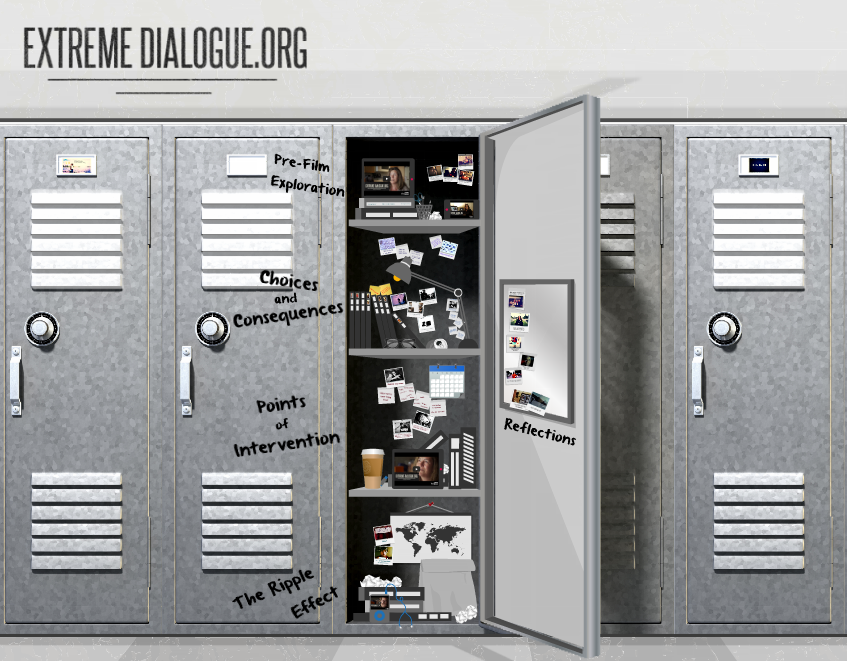 EXTREME DIALOGUE.ORG
Pre-Film
Exploration
Choices
and
Consequences
Points
of
Intervention
Reflections
The Ripple
Effect